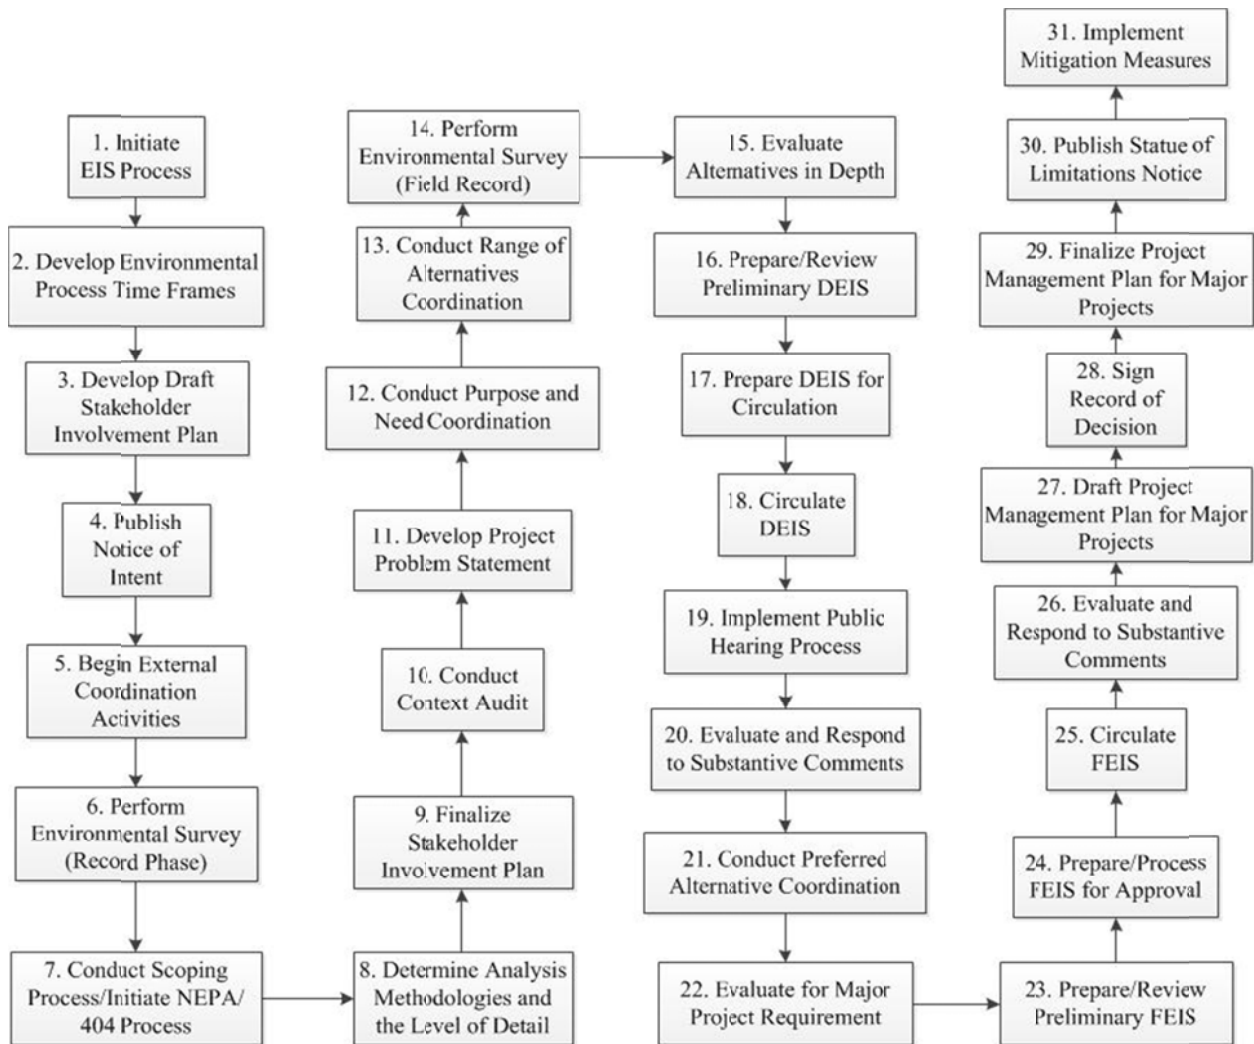 1. Initiate
EIS Process
2. Develop Environmental
Process Time Frames
3. Develop Draft
Stakeholder
Involvement Plan
4. Publish
Notice of
Intent
5. Begin External
Coordination
Activities
6. Perform
Environmental Survey
(Record Phase)
7. Conduct Scoping
Process/Initiate NEPA/
404 Process
8. Determine Analysis
Methodologies and
the Level of Detail
9. Finalize
Stakeholder
Involvement Plan
10. Conduct
Context Audit
11. Develop Project
Problem Statement
12. Conduct Purpose and
Need Coordination
13. Conduct Range of
Alternatives
Coordination
14. Perform
Environmental Survey
(Field Record)
15. Evaluate
Alternatives in Depth
16. Prepare/Review
Preliminary DEIS
17. Prepare DEIS for
Circulation
18. Circulate
DEIS
19. Implement Public
Hearing Process
20. Evaluate and Respond
to Substantive Comments
21. Conduct Preferred
Alternative Coordination
22. Evaluate for Major
Project Requirement
23. Prepare/Review
Preliminary FEIS
24. Prepare/Process
FEIS for Approval
25. Circulate
FEIS
26. Evaluate and
Respond to Substantive
Comments
27. Draft Project
Management Plan for Major
Projects
28. Sign
Record of
Decision
29. Finalize Project
Management Plan for Major
Projects
30. Publish Statue of
Limitations Notice
31. Implement
Mitigation Measures